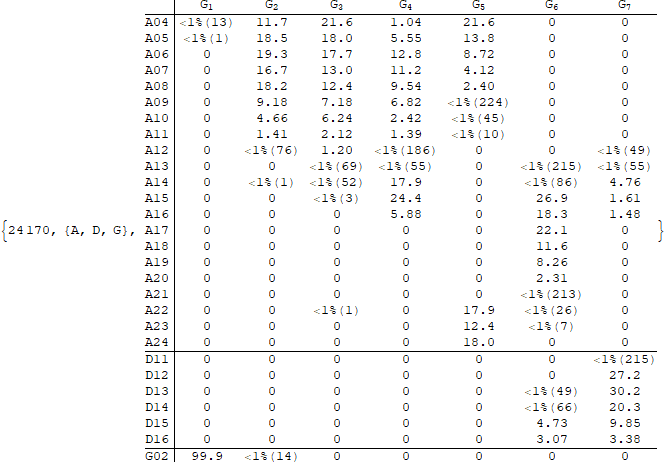 G1 G2 G3 G4 G5 G6 G7
A04 <1%(13) 11.7 21.6 1.04 21.6 0 0
A05 <1%(1) 18.5 18.0 5.55 13.8 0 0
A06 0 19.3 17.7 12.8 8.72 0 0
A07 0 16.7 13.0 11.2 4.12 0 0
A08 0 18.2 12.4 9.54 2.40 0 0
A09 0 9.18 7.18 6.82 <1%(224) 0 0
A10 0 4.66 6.24 2.42 <1%(45) 0 0
A11 0 1.41 2.12 1.39 <1%(10) 0 0
A12 0 <1%(76) 1.20 <1%(186) 0 0 <1%(49)
A13 0 0 <1%(69) <1%(55) 0 <1%(215) <1%(55)
A14 0 <1%(1) <1%(52) 17.9 0 <1%(86) 4.76
A15 0 0 <1%(3) 24.4 0 26.9 1.61
A16 0 0 0 5.88 0 18.3 1.48
{24170, {A, D, G}, A17 0 0 0 0 0 22.1 0 }
A18 0 0 0 0 0 11.6 0
A19 0 0 0 0 0 8.26 0
A20 0 0 0 0 0 2.31 0
A21 0 0 0 0 0 <1%(213) 0
A22 0 0 <1%(1) 0 17.9 <1%(26) 0
A23 0 0 0 0 12.4 <1%(7) 0
A24 0 0 0 0 18.0 0 0
D11 0 0 0 0 0 0 <1%(215)
D12 0 0 0 0 0 0 27.2
D13 0 0 0 0 0 <1%(49) 30.2
D14 0 0 0 0 0 <1%(66) 20.3
D15 0 0 0 0 0 4.73 9.85
D16 0 0 0 0 0 3.07 3.38
G02 99.9 <1%(14) 0 0 0 0 0